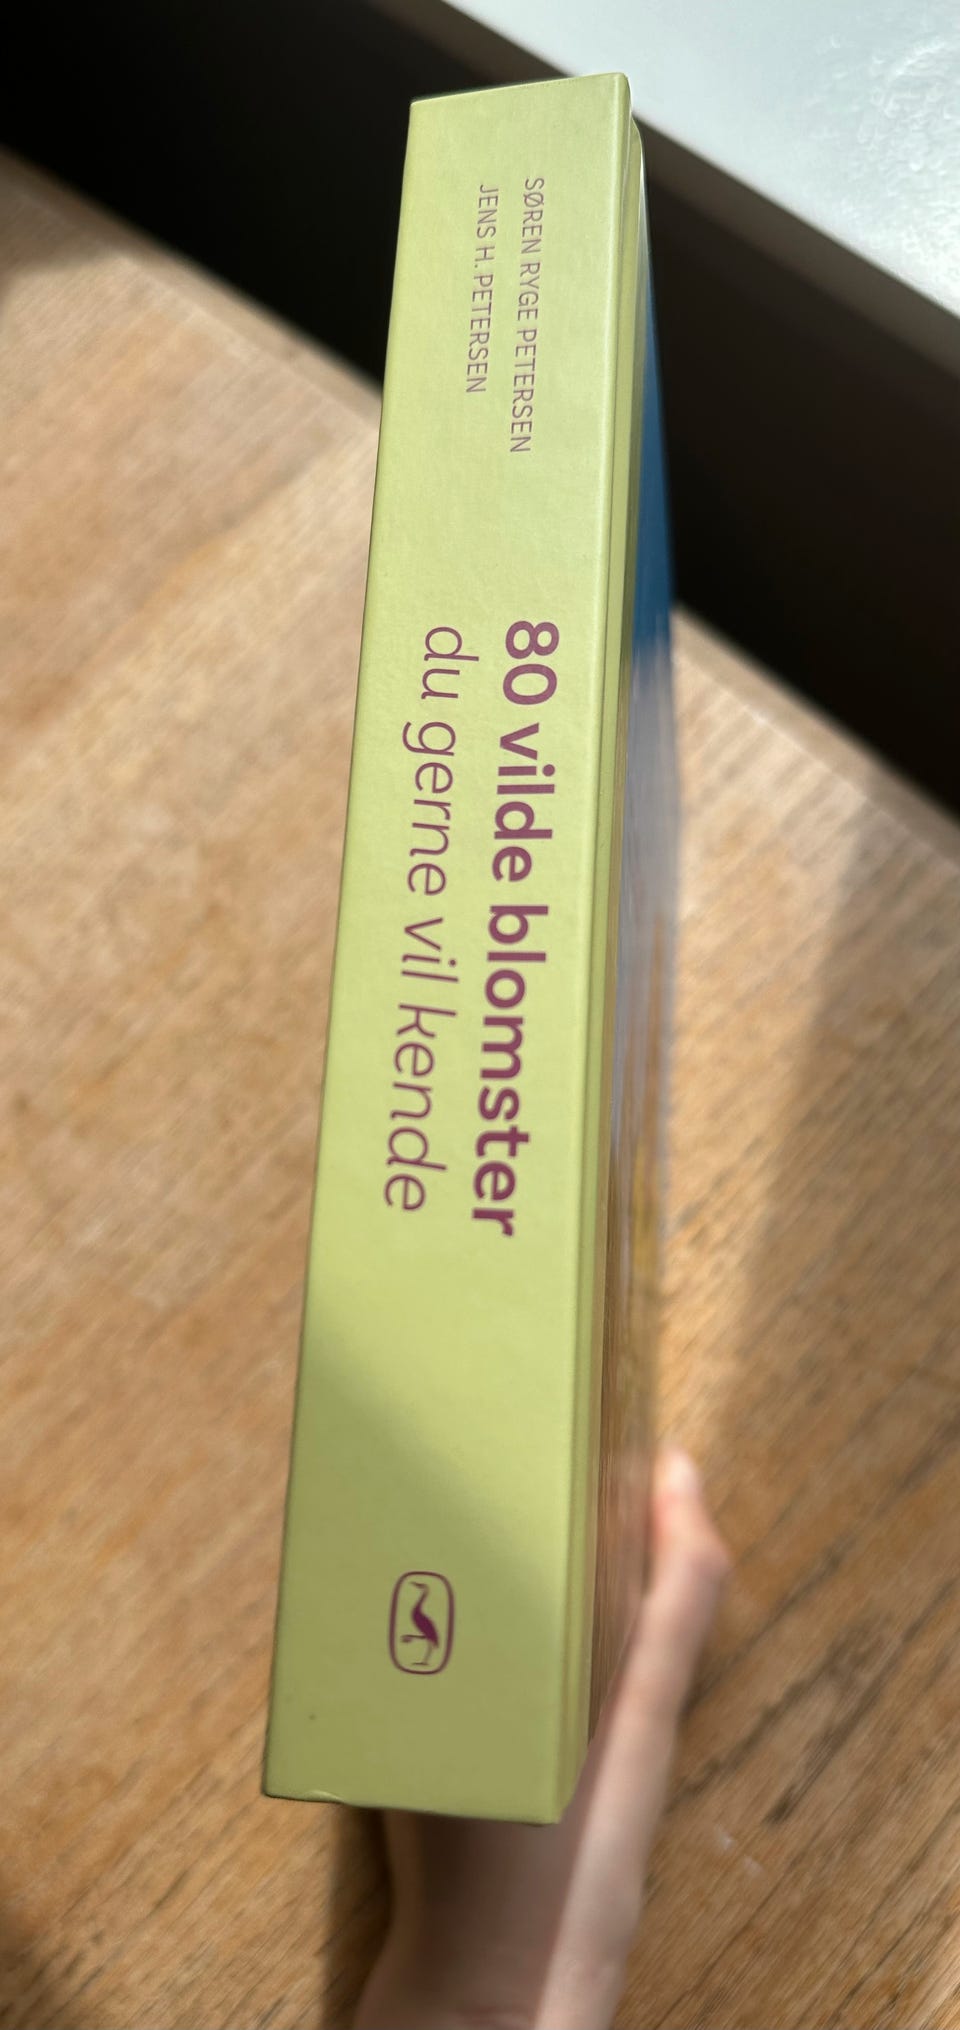 SØREN RYGE PETERSEN
JENS H. PETERSEN
80 vilde blomster
du gerne vil kende